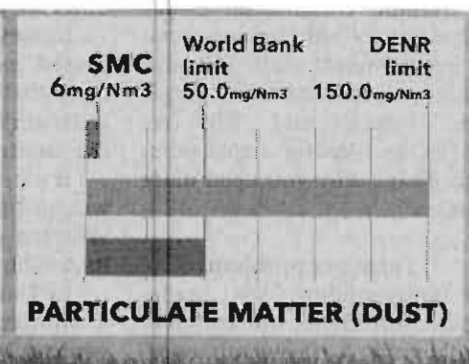 SMC
6mg/Nm3
World Bank
limit
50.0mg/Nm3
DENR
limit
150.0mg/Nm3
PARTICULATE MATTER (DUST)